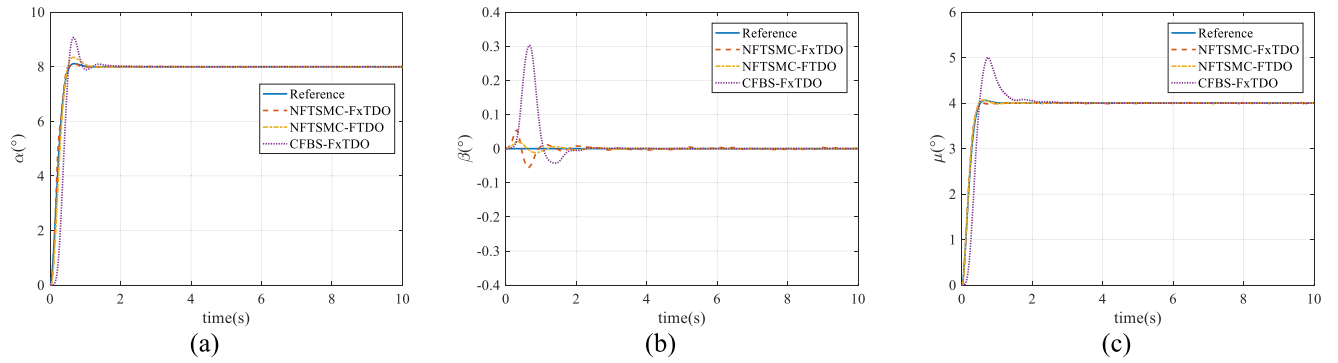 10
8
6
4
2
0
α(°)
Reference
NFTSMC-FxTDO
NFTSMC-FTDO
CFBS-FxTDO
0 2 4 6 8 10
time(s)
(a)
0.4
0.3
0.2
0.1
0
-0.1
-0.2
-0.3
-0.4
β(°)
Reference
NFTSMC-FxTDO
NFTSMC-FTDO
CFBS-FxTDO
0 2 4 6 8 10
time(s)
(b)
6
5
4
3
2
1
0
μ(°)
Reference
NFTSMC-FxTDO
NFTSMC-FTDO
CFBS-FxTDO
0 2 4 6 8 10
time(s)
(c)